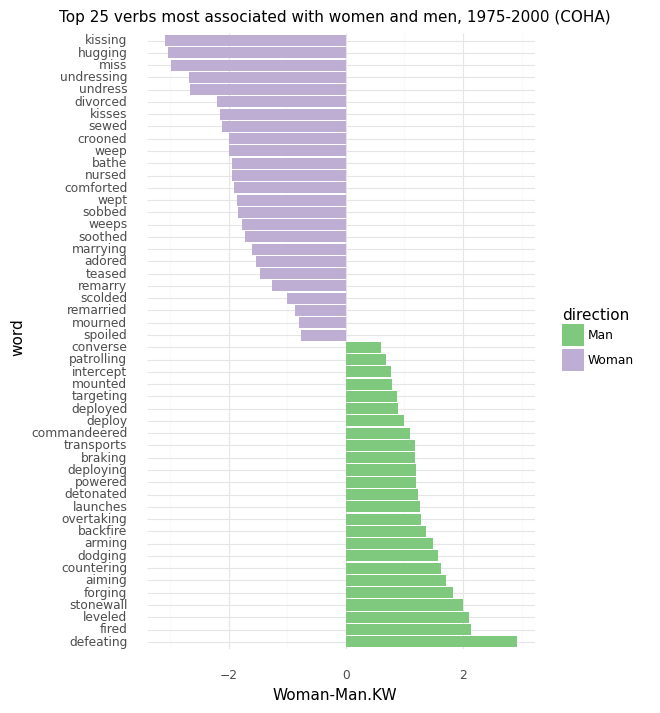 Top 25 verbs most associated with women and men, 1975-2000 (COHA)
kissing
hugging
miss
undressing
undress
divorced
kisses
sewed
crooned
weep
bathe
nursed
comforted
wept
sobbed
weeps
soothed
marrying
adored
teased
remarry
scolded
remarried
mourned
spoiled
converse
patrolling
intercept
mounted
targeting
deployed
deploy
commandeered
transports
braking
deploying
powered
detonated
launches
overtaking
backfire
arming
dodging
countering
aiming
forging
stonewall
leveled
fired
defeating
word
−2 0 2
Woman-Man.KW
direction
Man
Woman